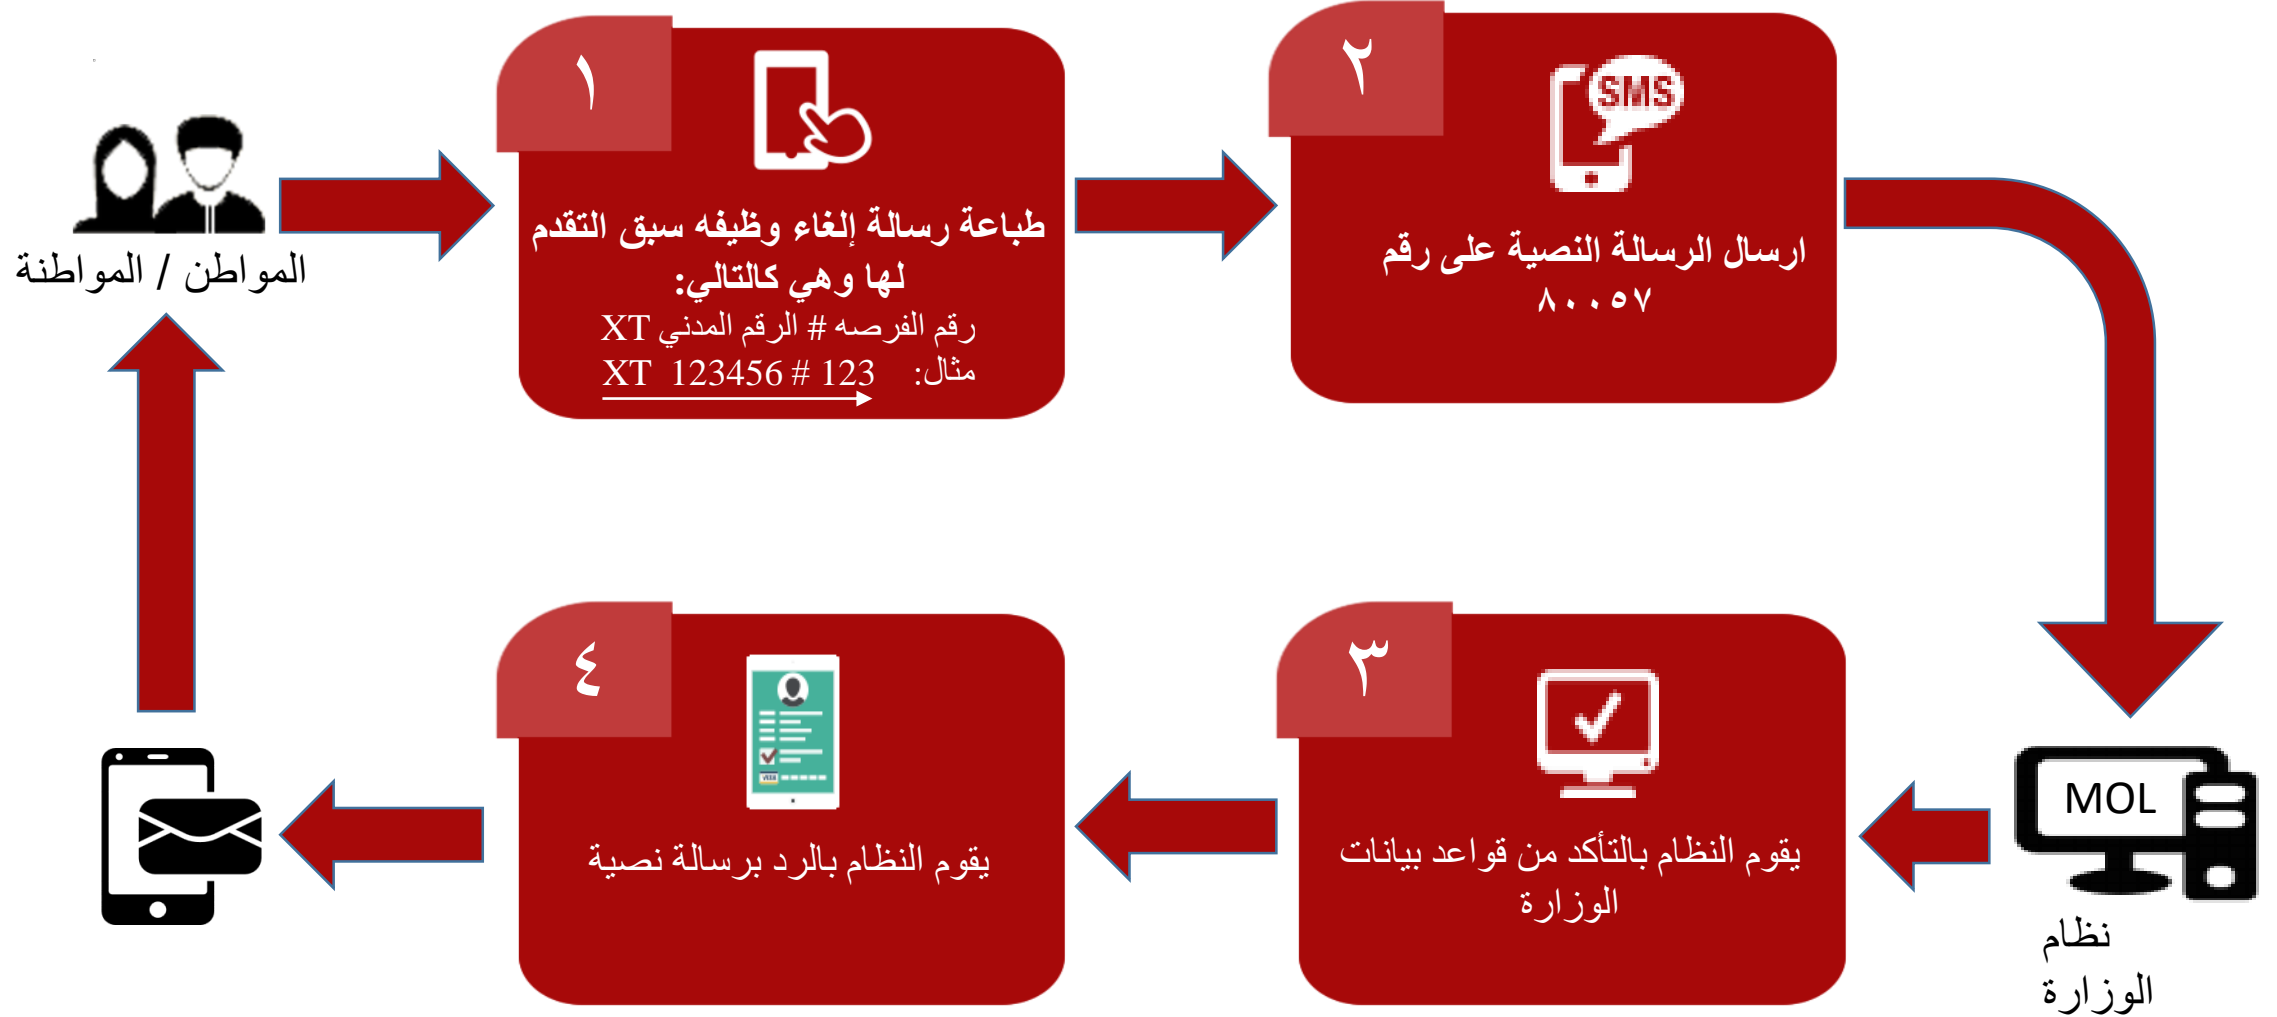 المواطن / المواطنة
١
طباعة رسالة إلغاء وظيفه سبق التقدم
لها وهي كالتالي:
رقم الفرصه # الرقم المدني XT
مثال: XT 123456 # 123
٢
SMS
ارسال الرسالة النصية على رقم
٨٠٠٥٧
MOL
نظام
الوزارة
٣
يقوم النظام بالتأكد من قواعد بيانات
الوزارة
٤
VISA
يقوم النظام بالرد برسالة نصية